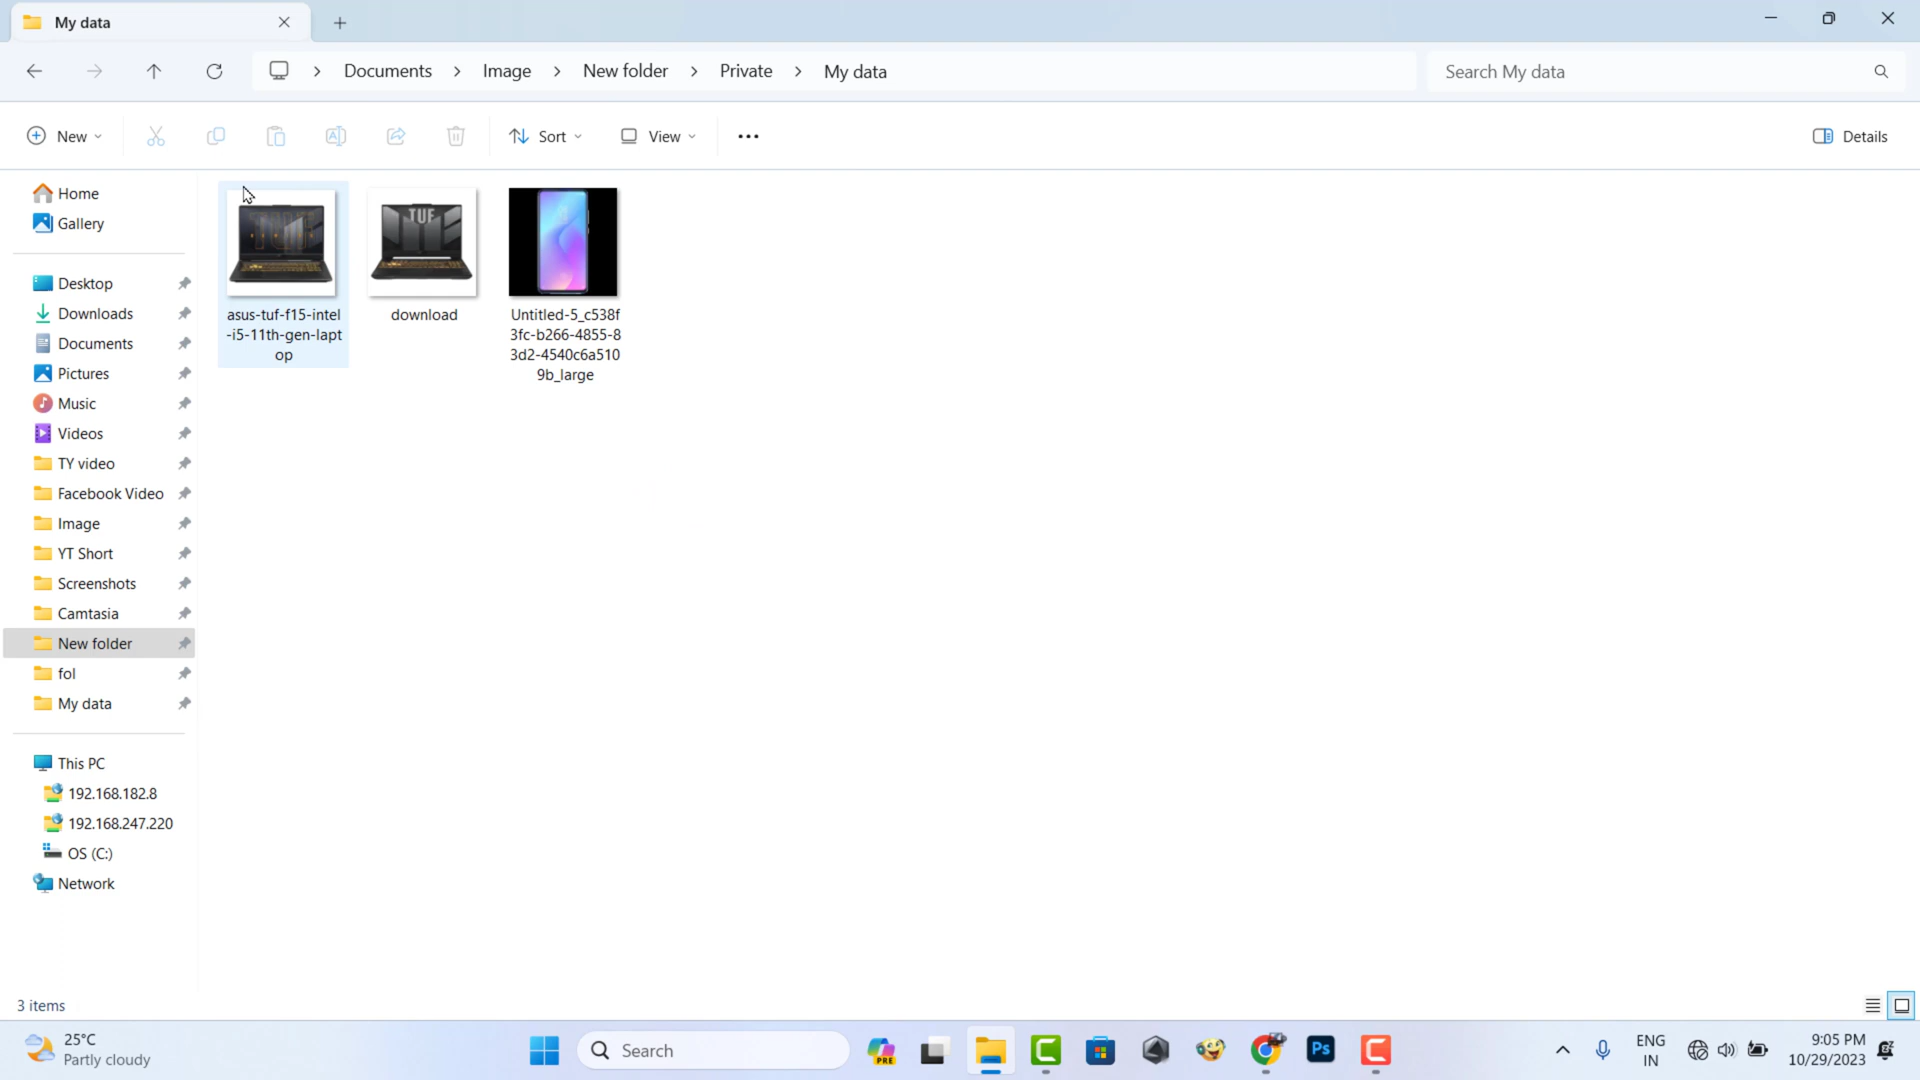 My data
Documents
Image
New folder
Private
My data
Search My data
New
Sort
View
Details
Home
Gallery
Desktop
Downloads
Documents
Pictures
Music
Videos
TY video
Facebook Video
Image
YT Short
Screenshots
Camtasia
New folder
fol
My data
This PC
192.168.182.8
192.168.247.220
OS (C:)
Network
TUF
asus-tuf-f15-intel
-i5-11th-gen-lapt
op
TUF
download
Untitled-5_c538f
3fc-b266-4855-8
3d2-4540c6a510
9b_large
3 items
25°C
Partly cloudy
Search
PRE
Ps
ENG
IN
9:05 PM
10/29/2023